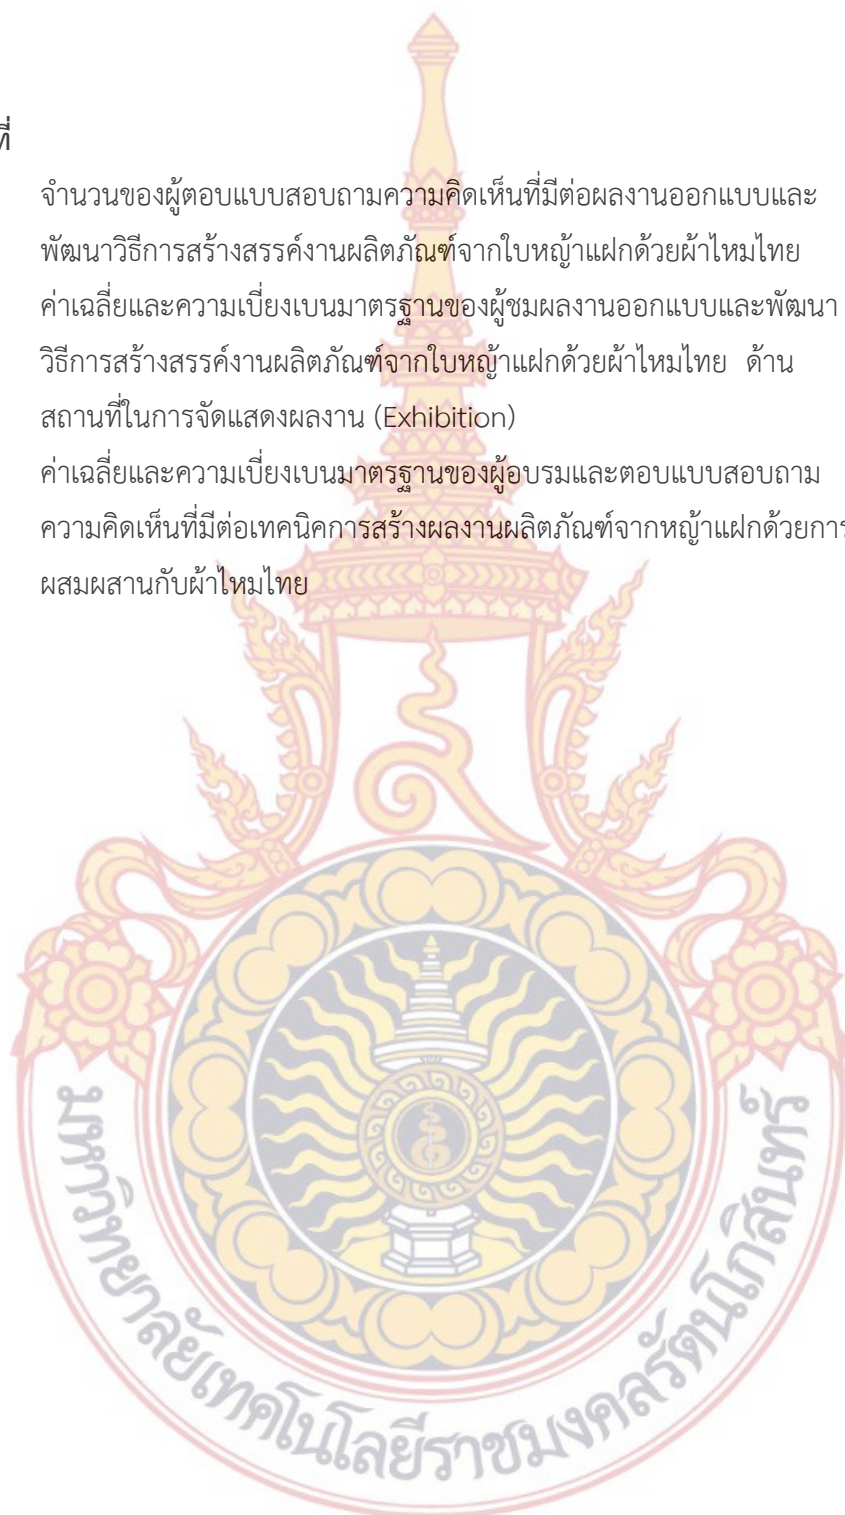 ที่
จำนวนของผู้ตอบแบบสอบถามความคิดเห็นที่มีต่อผลงานออกแบบและ
พัฒนาวิธีการสร้างสรรค์งานผลิตภัณฑ์จากใบหญ้าแฝกด้วยผ้าไหมไทย
ค่าเฉลี่ยและความเบี่ยงเบนมาตรฐานของผู้ชมผลงานออกแบบและพัฒนา
วิธีการสร้างสรรค์งานผลิตภัณฑ์จากใบหญ้าแฝกด้วยผ้าไหมไทย ด้าน
สถานที่ในการจัดแสดงผลงาน (Exhibition)
ค่าเฉลี่ยและความเบี่ยงเบนมาตรฐานของผู้อบรมและตอบแบบสอบถาม
ความคิดเห็นที่มีต่อเทคนิคการสร้างผลงานผลิตภัณฑ์จากหญ้าแฝกด้วยการ
ผสมผสานกับผ้าไหมไทย
มหาวิทยาลัยเทคโนโลยีราชมงคลรัตนโกสินทร์